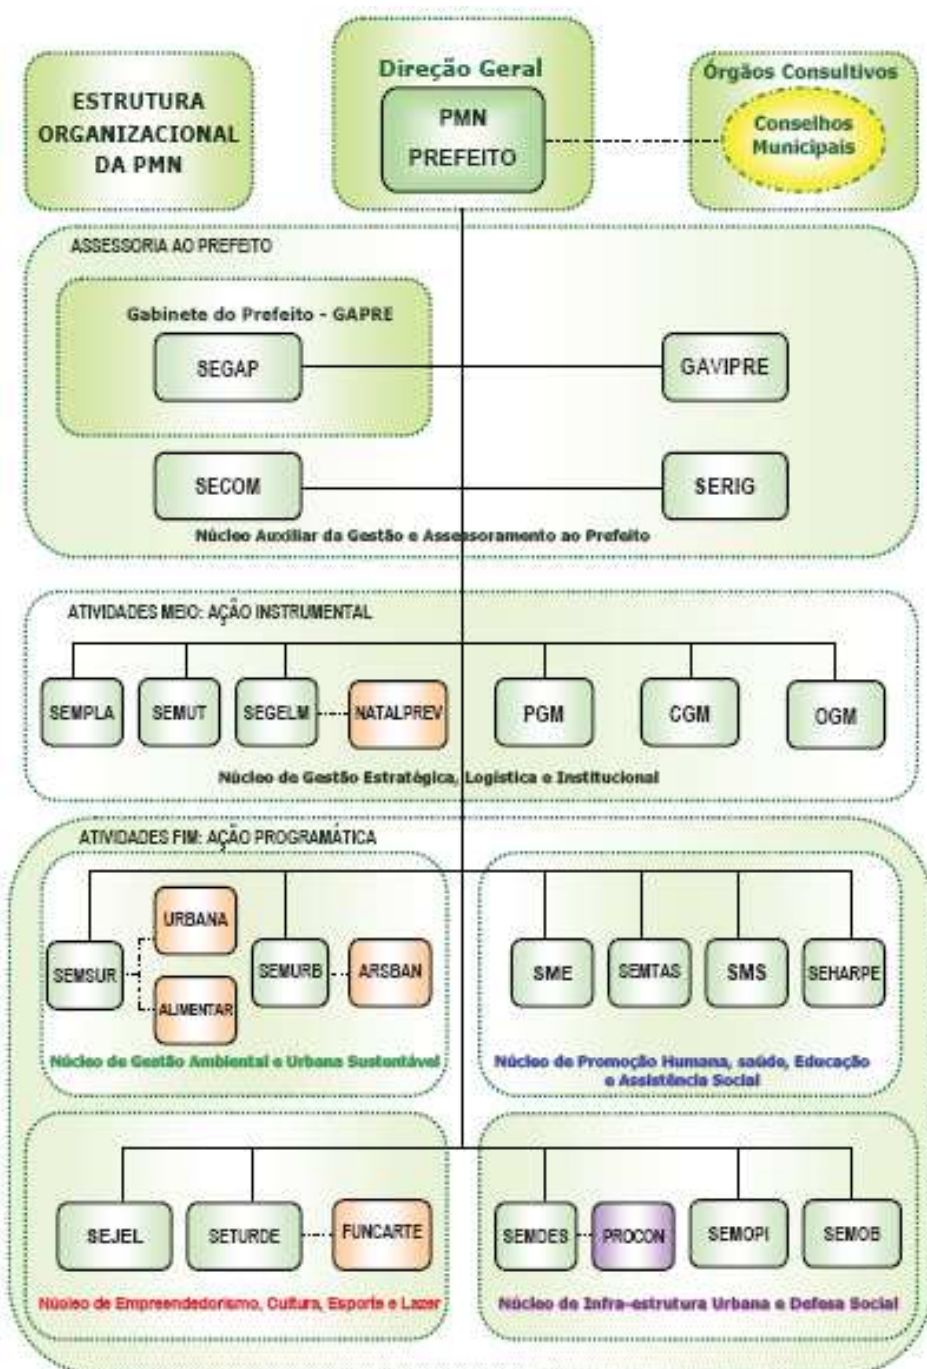 ESTRUTURA
ORGANIZACIONAL
DA PMN
Direção Geral
PMN
PREFEITO
Órgãos Consultivos
Conselhos
Municipais
ASSESSORIA AO PREFEITO
Gabinete do Prefeito - GAPRE
SEGAP
GAVIPRE
SECOM
SERIG
Núcleo Auxiliar da Gestão e Assessoramento ao Prefeito
ATIVIDADES MEIO: AÇÃO INSTRUMENTAL
SEMPLA
SEMUT
SEGELM
NATALPREV
PGM
CGM
OGM
Núcleo de Gestão Estratégica, Logística e Institucional
ATIVIDADES FIM: AÇÃO PROGRAMÁTICA
URBANA
SEMSUR
ALIMENTAR
SEMURB
ARSBAN
Núcleo de Gestão Ambiental e Urbana Sustentável
SME
SEMTAS
SMS
SEHARPE
Núcleo de Promoção Humana, saúde, Educação
e Assistência Social
SEJEL
SETURDE
FUNCARTE
Núcleo de Empreendedorismo, Cultura, Esporte e Lazer
SEMDES
PROCON
SEMOPI
SEMOB
Núcleo de Infra-estrutura Urbana e Defesa Social